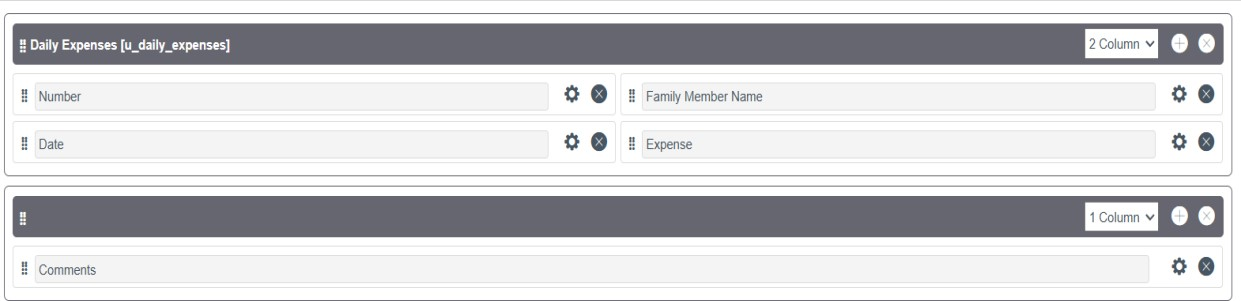 Daily Expenses [u_daily_expenses] 2 Column
Number Family Member Name
Date Expense
1 Column
Comments